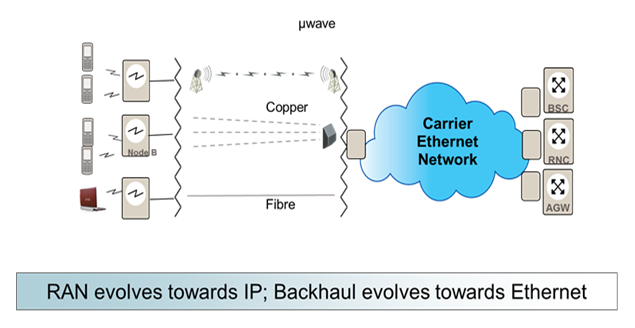 µwave
Copper
Carrier
Ethernet
Network
BSC
Node B
RNC
Fibre
AGW
RAN evolves towards IP; Backhaul evolves towards Ethernet